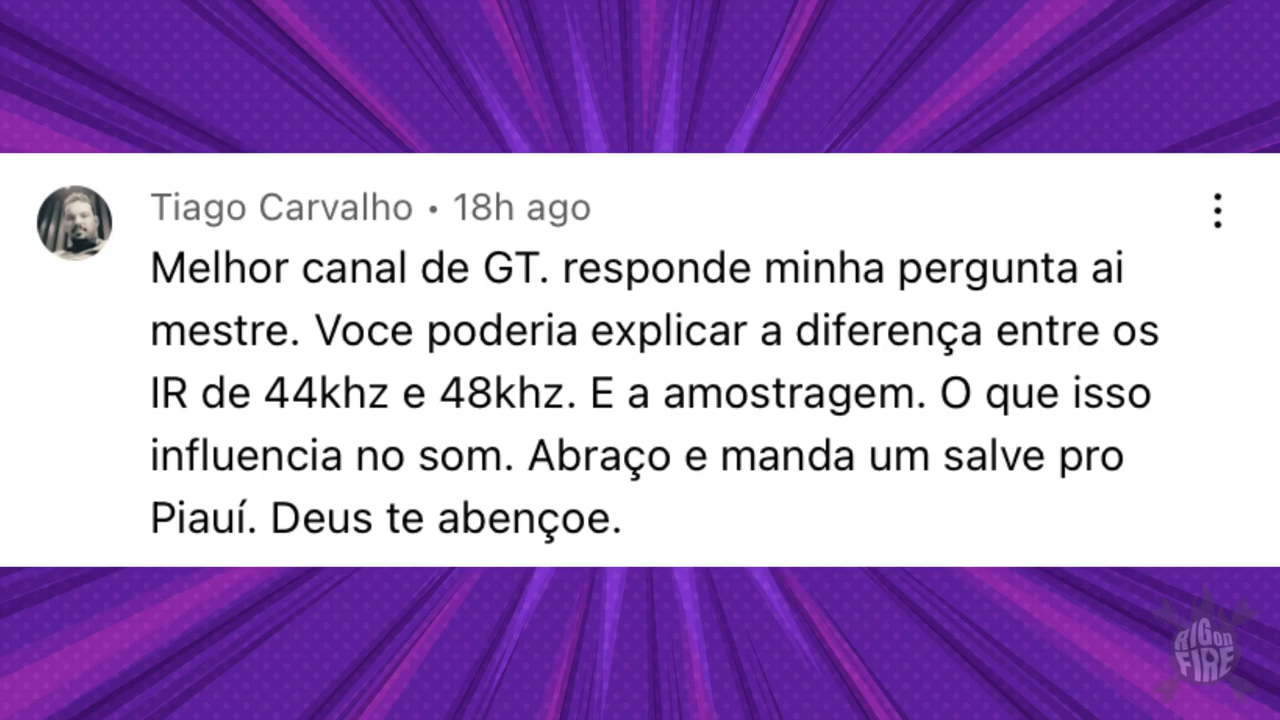 Tiago Carvalho • 18h ago
Melhor canal de GT. responde minha pergunta ai
mestre. Voce poderia explicar a diferença entre os
IR de 44khz e 48khz. E a amostragem. O que isso
influencia no som. Abraço e manda um salve pro
Piauí. Deus te abençoe.
RIG on
FIRE